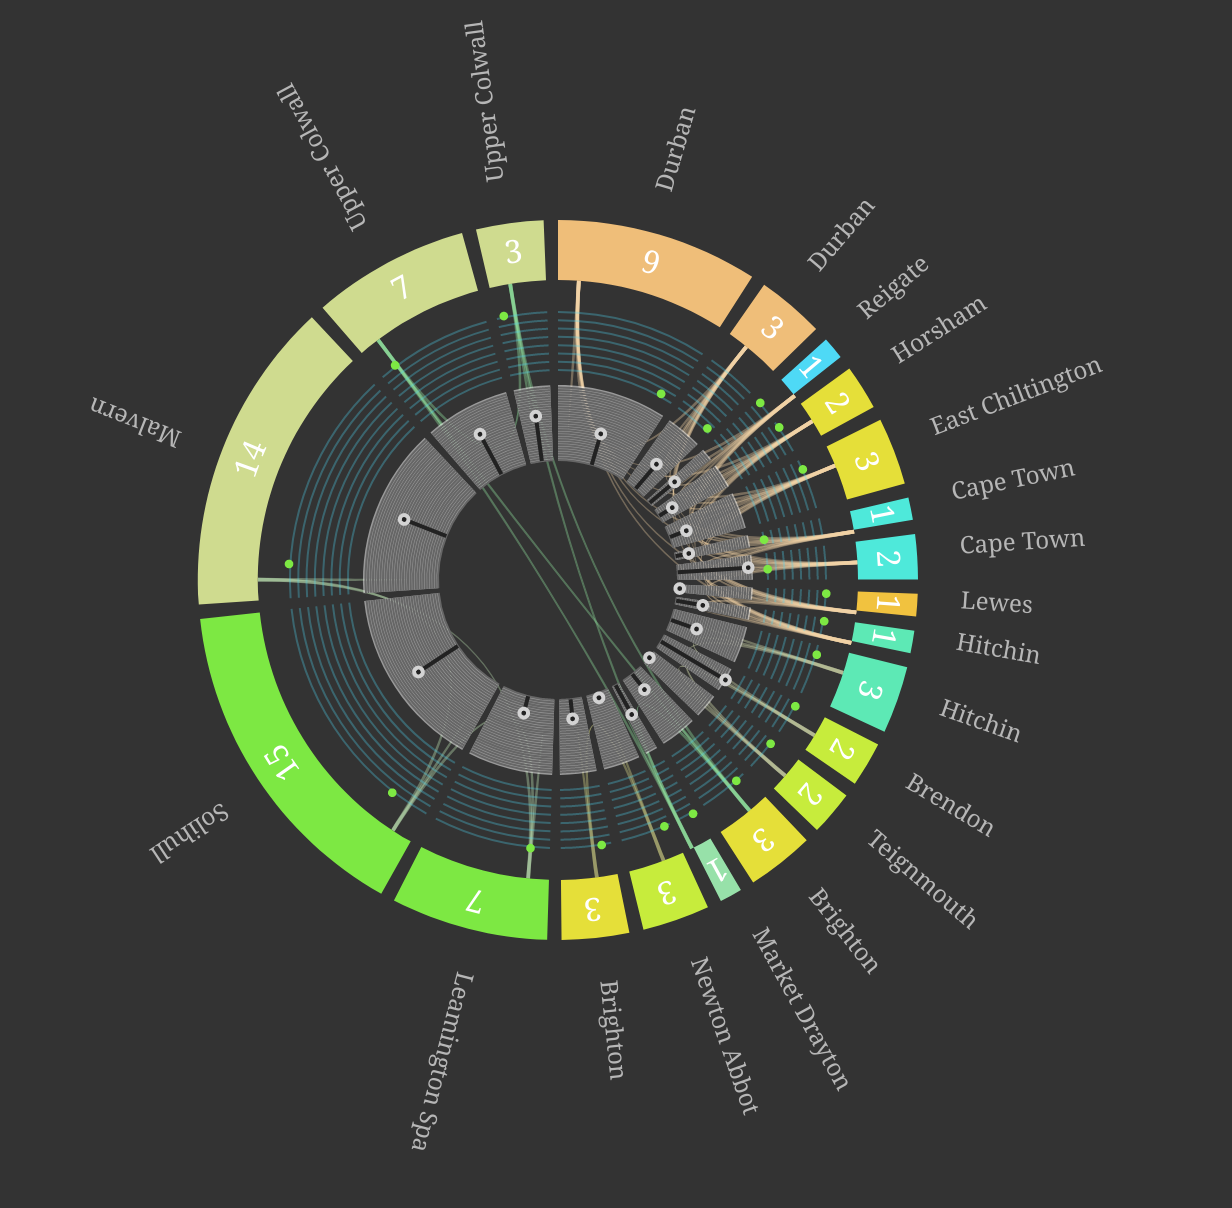 Durban
9
Durban
3
Reigate
1
Horsham
2
East Chiltington
3
Cape Town
1
Cape Town
2
Lewes
1
Hitchin
1
Hitchin
3
Brendon
2
Teignmouth
2
Brighton
3
Market Drayton
1
Newton Abbot
3
Brighton
3
Leamington Spa
7
Solihull
15
Malvern
14
Upper Colwall
7
Upper Colwall
3